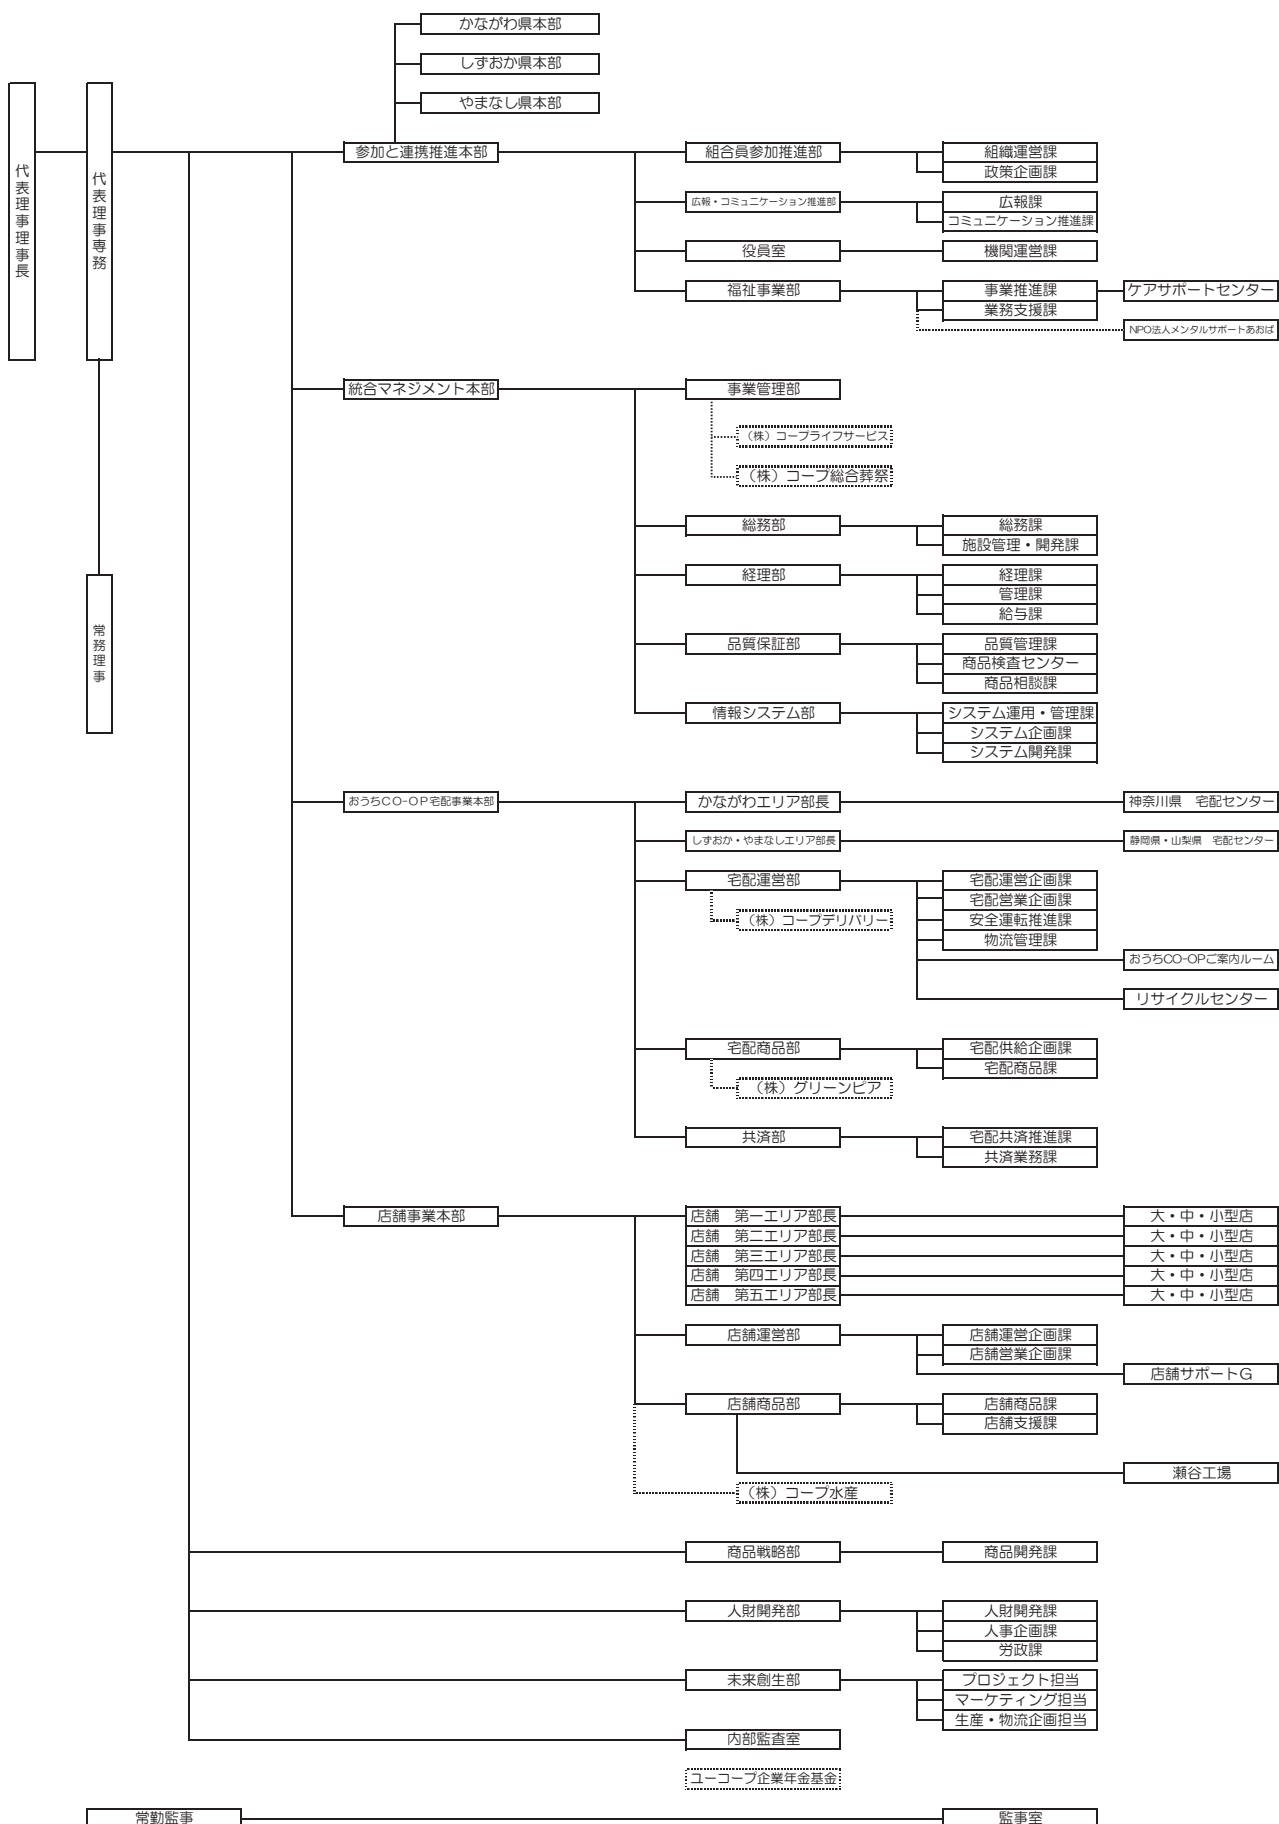 かながわ県本部
しずおか県本部
やまなし県本部
代表理事理事長
代表理事専務
常務理事
参加と連携推進本部
組合員参加推進部
組織運営課
政策企画課
広報・コミュニケーション推進部
広報課
コミュニケーション推進課
役員室
機関運営課
福祉事業部
事業推進課
ケアサポートセンター
業務支援課
NPO法人メンタルサポートあおば
統合マネジメント本部
事業管理部
（株）コープライフサービス
（株）コープ総合葬祭
総務部
総務課
施設管理・開発課
経理部
経理課
管理課
給与課
品質保証部
品質管理課
商品検査センター
商品相談課
情報システム部
システム運用・管理課
システム企画課
システム開発課
おうちCO-OP宅配事業本部
かながわエリア部長
神奈川県　宅配センター
しずおか・やまなしエリア部長
静岡県・山梨県　宅配センター
宅配運営部
宅配運営企画課
宅配営業企画課
（株）コープデリバリー
安全運転推進課
物流管理課
おうちCO-OPご案内ルーム
リサイクルセンター
宅配商品部
宅配供給企画課
宅配商品課
（株）グリーンピア
共済部
宅配共済推進課
共済業務課
店舗事業本部
店舗　第一エリア部長
大・中・小型店
店舗　第二エリア部長
大・中・小型店
店舗　第三エリア部長
大・中・小型店
店舗　第四エリア部長
大・中・小型店
店舗　第五エリア部長
大・中・小型店
店舗運営部
店舗運営企画課
店舗営業企画課
店舗サポートG
店舗商品部
店舗商品課
店舗支援課
瀬谷工場
（株）コープ水産
商品戦略部
商品開発課
人財開発部
人財開発課
人事企画課
労政課
未来創生部
プロジェクト担当
マーケティング担当
生産・物流企画担当
内部監査室
ユーコープ企業年金基金
常勤監事
監事室